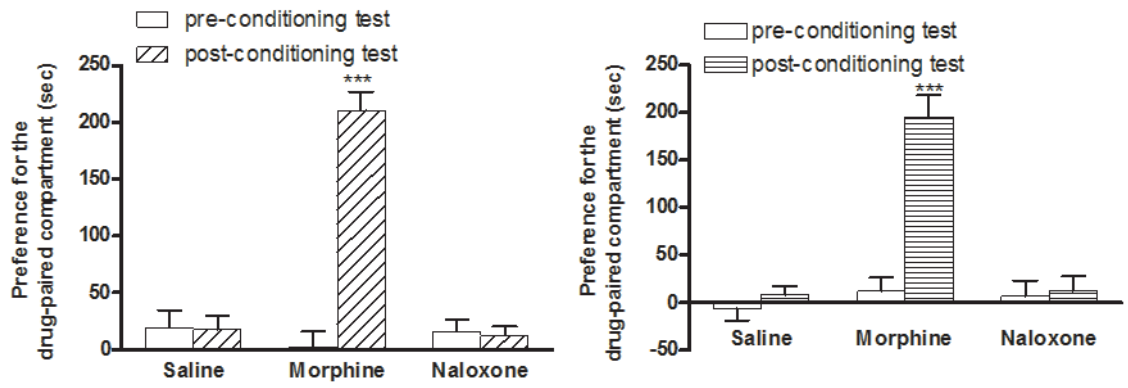 pre-conditioning test
post-conditioning test
Preference for the
drug-paired compartment (sec)
250
200
150
100
50
0
***
Saline Morphine Naloxone
pre-conditioning test
post-conditioning test
Preference for the
drug-paired compartment (sec)
250
200
150
100
50
0
-50
***
Saline Morphine Naloxone